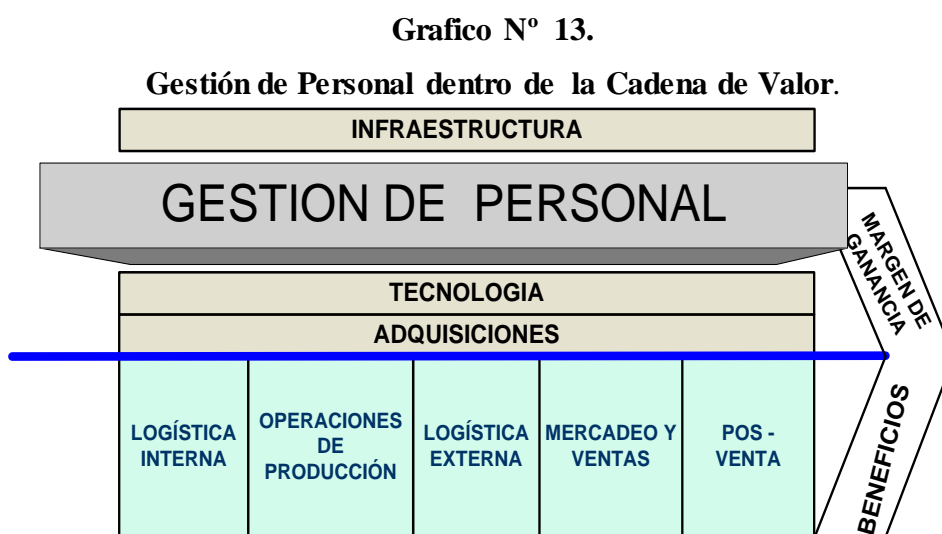 Grafico Nº 13.
Gestión de Personal dentro de la Cadena de Valor.
INFRAESTRUCTURA
GESTION DE PERSONAL
MARGEN DE
GANANCIA
TECNOLOGIA
ADQUISICIONES
LOGÍSTICA
INTERNA
OPERACIONES
DE
PRODUCCIÓN
LOGÍSTICA
EXTERNA
MERCADEO Y
VENTAS
POS -
VENTA
BENEFICIOS